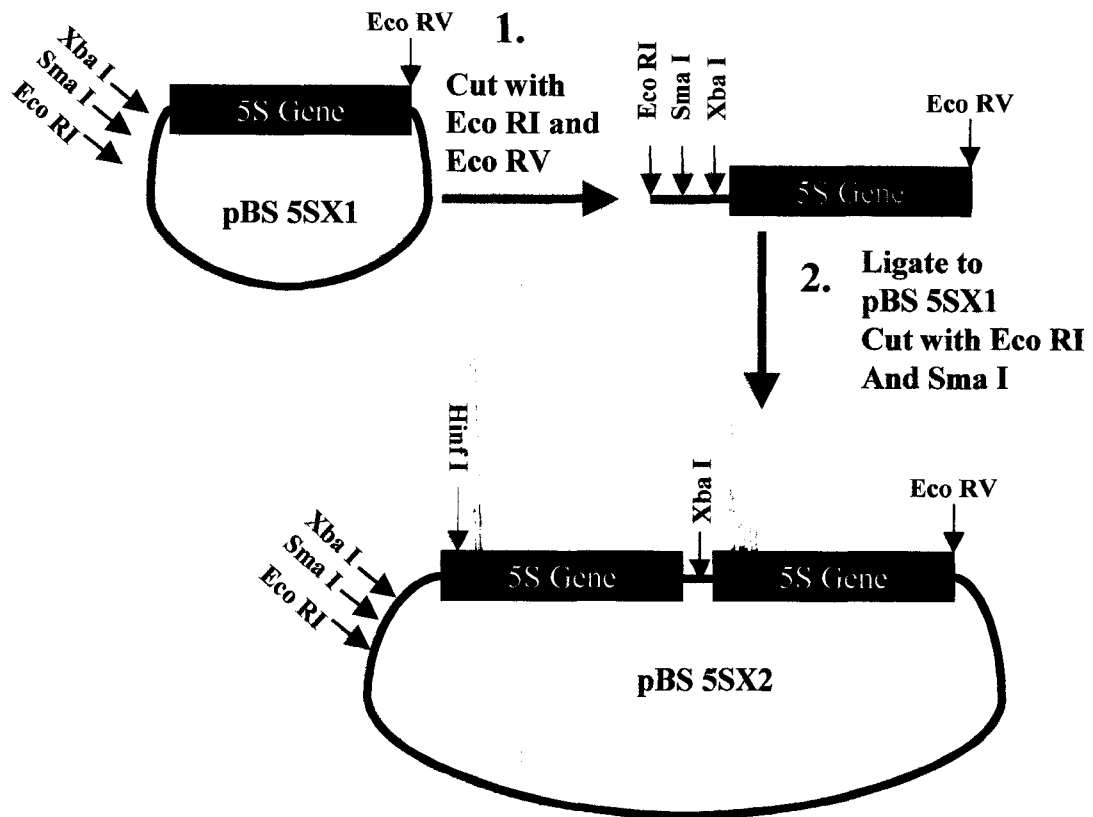 Eco RV
1.
Xba I
Sma I
Eco RI
5S Gene
Cut with
Eco RI and
Eco RV
pBS 5SX1
Eco RI
Sma I
Xba I
Eco RV
5S Gene
2.
Ligate to
pBS 5SX1
Cut with Eco RI
And Sma I
Hinf I
Xba I
Eco RV
Xba I
Sma I
Eco RI
5S Gene
5S Gene
pBS 5SX2